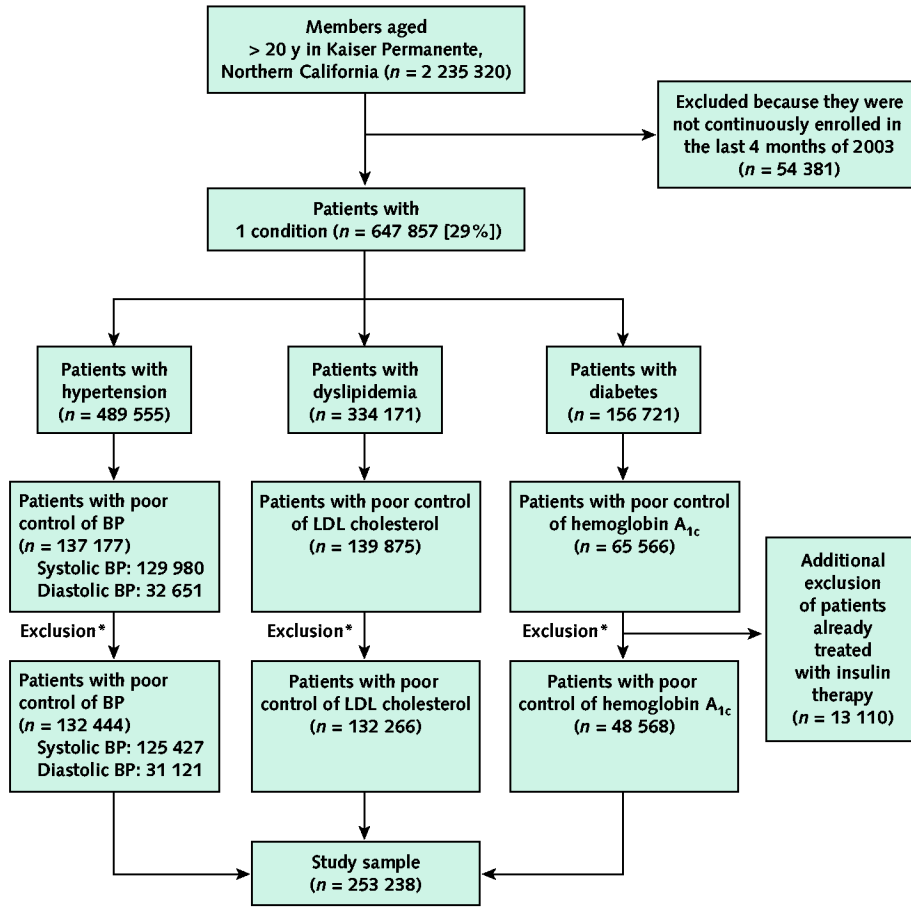 Members aged
> 20 y in Kaiser Permanente,
Northern California (n = 2 235 320)
Excluded because they were
not continuously enrolled in
the last 4 months of 2003
(n = 54 381)
Patients with
1 condition (n = 647 857 [29%])
Patients with
hypertension
(n = 489 555)
Patients with
dyslipidemia
(n = 334 171)
Patients with
diabetes
(n = 156 721)
Patients with poor
control of BP
(n = 137 177)
Systolic BP: 129 980
Diastolic BP: 32 651
Patients with poor control
of LDL cholesterol
(n = 139 875)
Patients with poor control
of hemoglobin A1c
(n = 65 566)
Additional
exclusion
of patients
already
treated
with insulin
therapy
(n = 13 110)
Exclusion*
Exclusion*
Exclusion*
Patients with poor
control of BP
(n = 132 444)
Systolic BP: 125 427
Diastolic BP: 31 121
Patients with poor
control of LDL cholesterol
(n = 132 266)
Patients with poor
control of hemoglobin A1c
(n = 48 568)
Study sample
(n = 253 238)